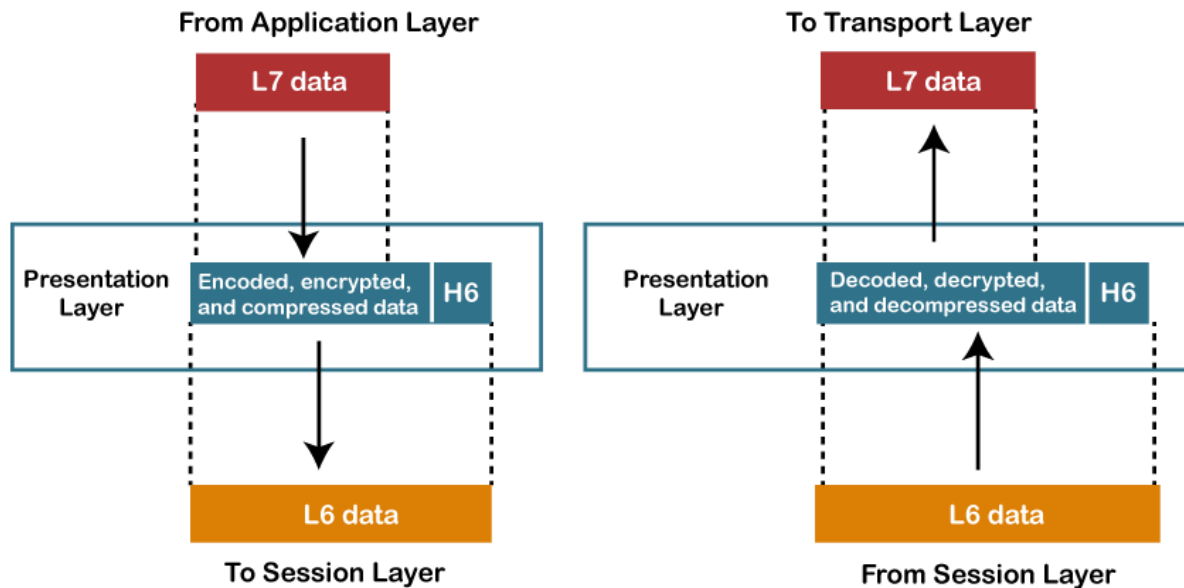 From Application Layer
L7 data
Presentation
Layer
Encoded, encrypted,
and compressed data
H6
L6 data
To Session Layer
To Transport Layer
L7 data
Presentation
Layer
Decoded, decrypted,
and decompressed data
H6
L6 data
From Session Layer